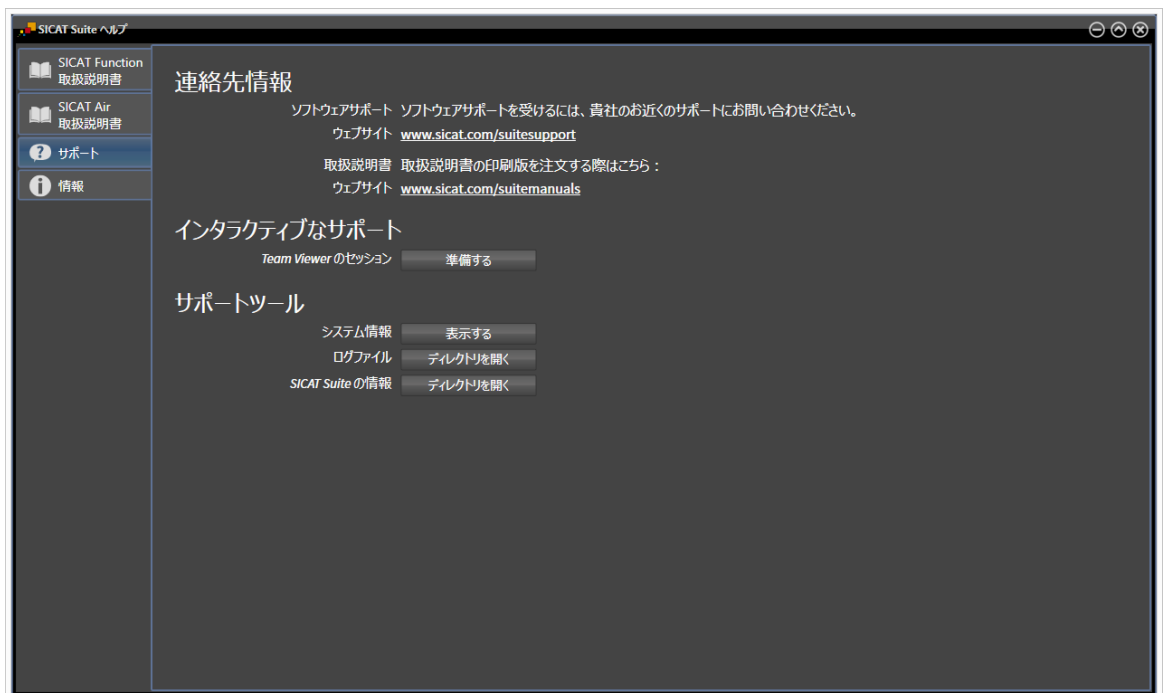 SICAT Suite ヘルプ
SICAT Function
取扱説明書
SICAT Air
取扱説明書
サポート
情報
連絡先情報
ソフトウェアサポート ソフトウェアサポートを受けるには、貴社のお近くのサポートにお問い合わせください。
ウェブサイト www.sicat.com/suitesupport
取扱説明書 取扱説明書の印刷版を注文する際はこちら：
ウェブサイト www.sicat.com/suitemanuals
インタラクティブなサポート
Team Viewer のセッション 準備する
サポートツール
システム情報 表示する
ログファイル ディレクトリを開く
SICAT Suite の情報 ディレクトリを開く